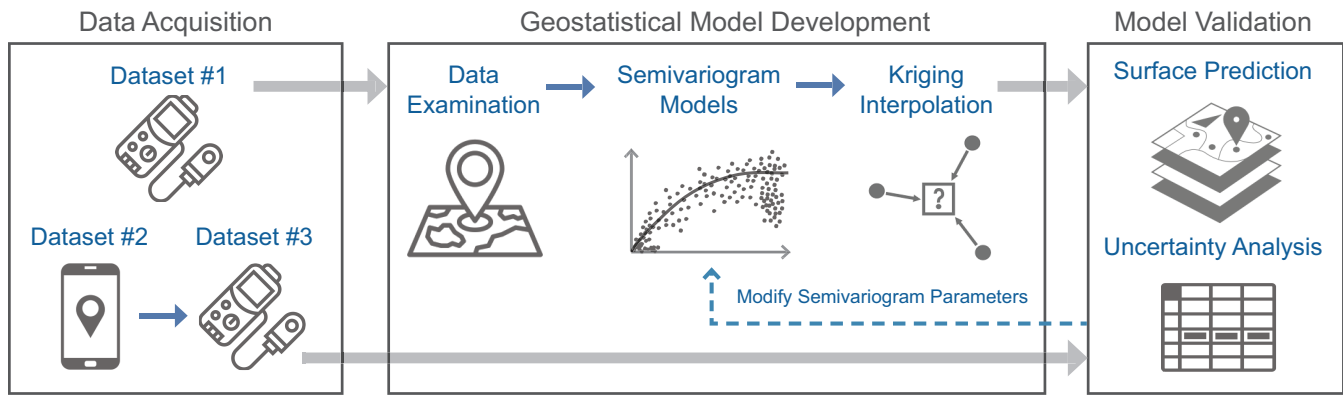 Data Acquisition
Geostatistical Model Development
Model Validation
Dataset #1
Dataset #2
Dataset #3
Data
Examination
Semivariogram
Models
Kriging
Interpolation
?
Modify Semivariogram Parameters
Surface Prediction
Uncertainty Analysis